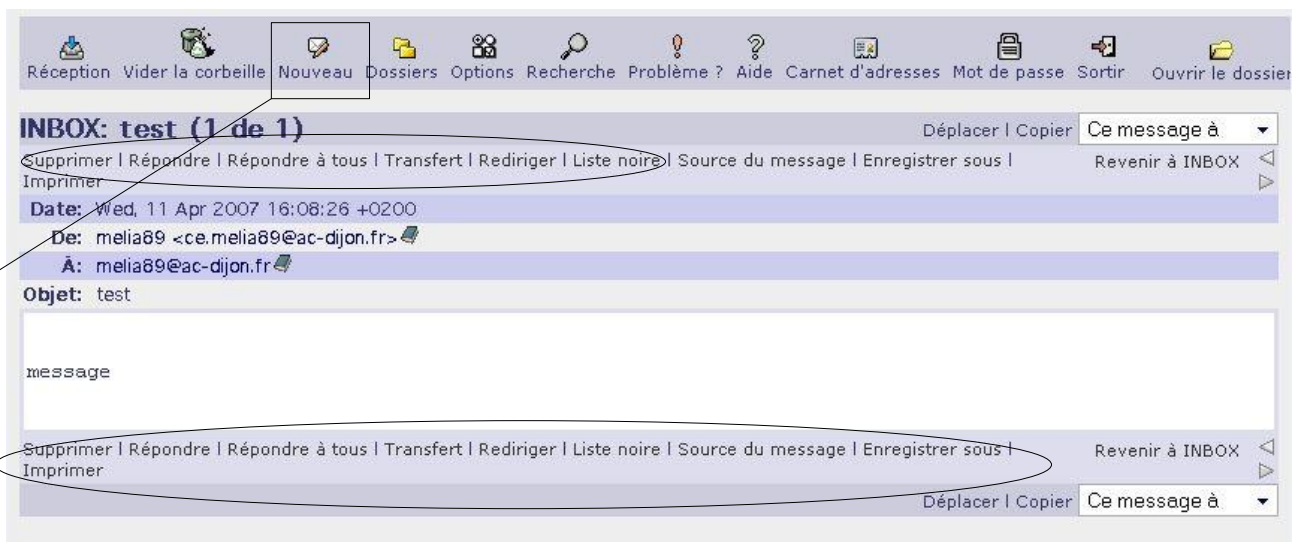 Réception Vider la corbeille Nouveau Dossiers Options Recherche Problème ? Aide Carnet d'adresses Mot de passe Sortir Ouvrir le dossier
INBOX: test (1 de 1) Déplacer | Copier Ce message à
Supprimer | Répondre | Répondre à tous | Transfert | Rediriger | Liste noire | Source du message | Enregistrer sous | Revenir à INBOX
Imprimer
Date: Wed, 11 Apr 2007 16:08:26 +0200
De: melia89 <ce.melia89@ac-dijon.fr>
À: melia89@ac-dijon.fr
Objet: test
message
Supprimer | Répondre | Répondre à tous | Transfert | Rediriger | Liste noire | Source du message | Enregistrer sous | Revenir à INBOX
Imprimer
Déplacer | Copier Ce message à